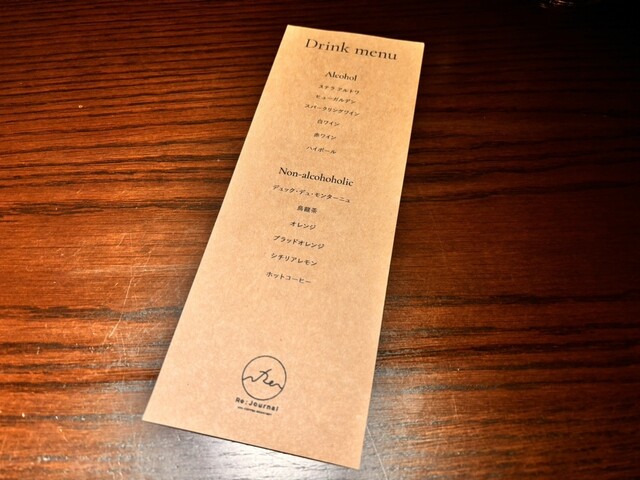 Drink menu
Alcohol
ステラ アルトワ
ヒューガルデン
スパークリングワイン
白ワイン
赤ワイン
ハイボール
Non-alcohoholic
デュック・デュ・モンターニュ
烏龍茶
オレンジ
ブラッドオレンジ
シチリアレモン
ホットコーヒー
Re
Re:Journal